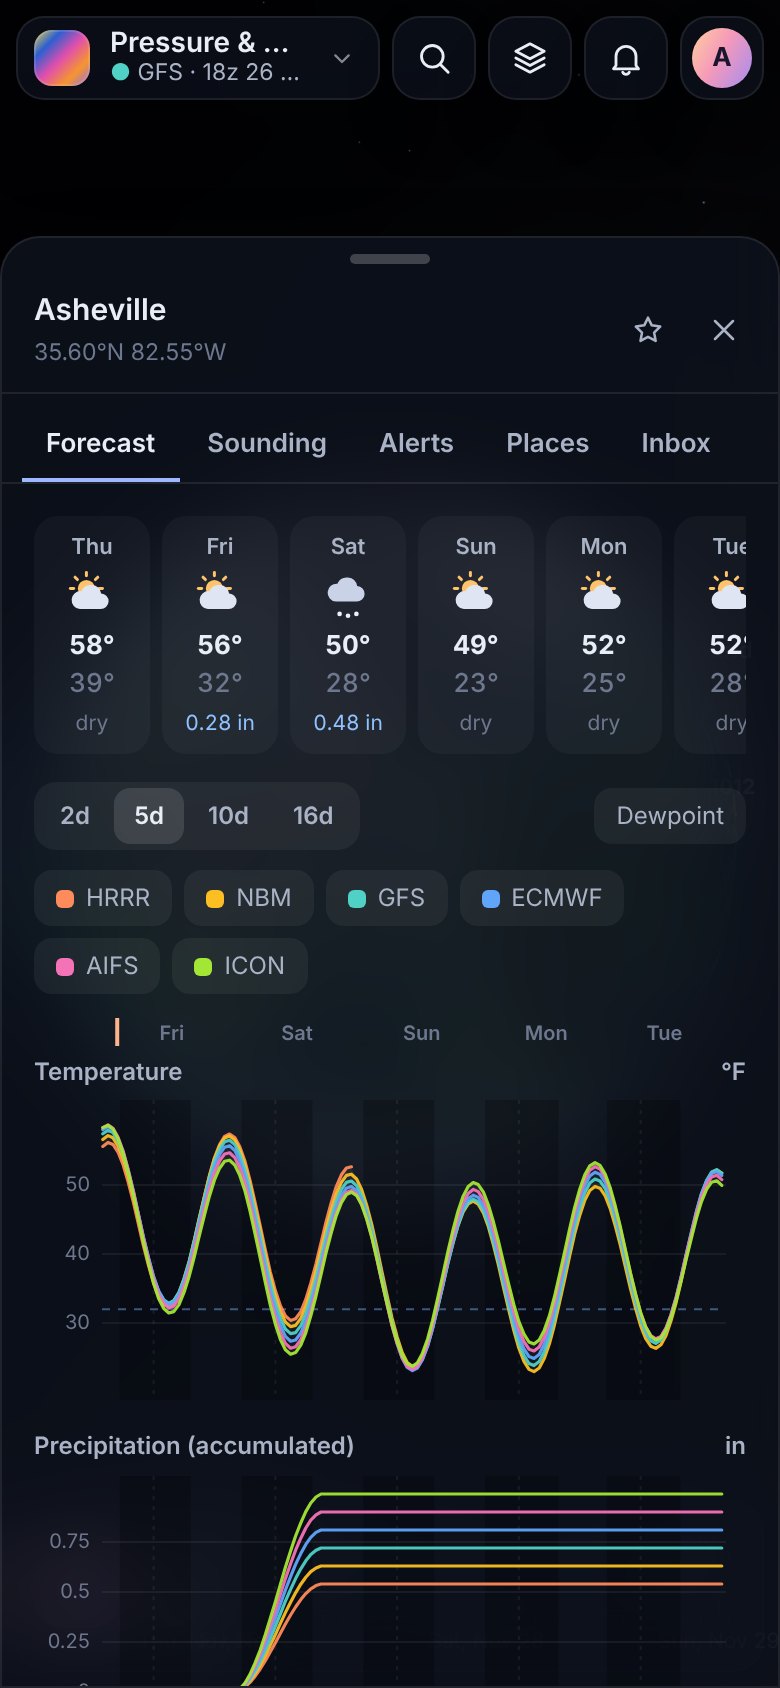 Pressure & ...
GFS · 18z 26 ...
A
Asheville
35.60°N 82.55°W
Forecast Sounding Alerts Places Inbox
Thu Fri Sat Sun Mon Tue
58° 56° 50° 49° 52° 52°
39° 32° 28° 23° 25° 28°
dry 0.28 in 0.48 in dry dry dry
2d 5d 10d 16d Dewpoint
HRRR NBM GFS ECMWF
AIFS ICON
Fri Sat Sun Mon Tue
Temperature °F
50
40
30
Precipitation (accumulated) in
0.75
0.5
0.25